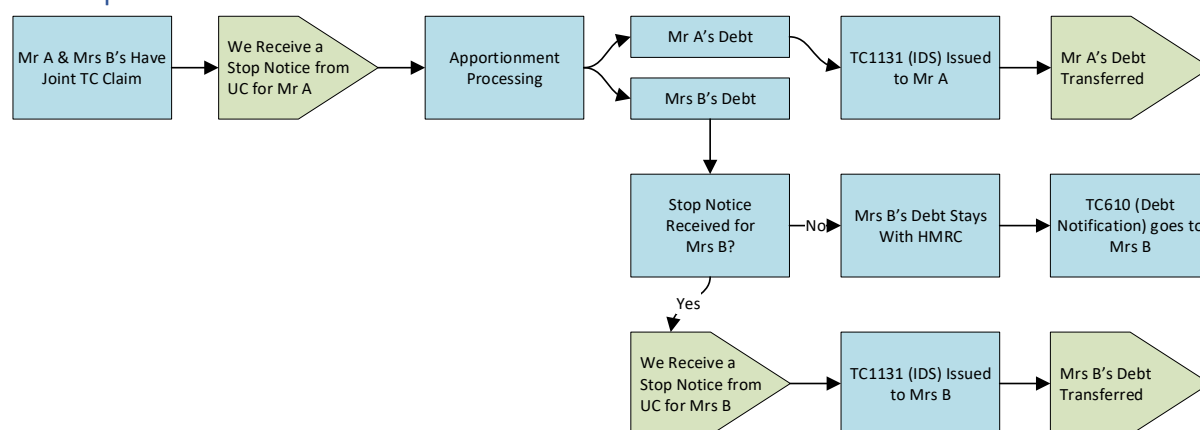 Mr A & Mrs B's Have
Joint TC Claim
We Receive a
Stop Notice from
UC for Mr A
Apportionment
Processing
Mr A's Debt
Mrs B's Debt
TC1131 (IDS) Issued
to Mr A
Mr A's Debt
Transferred
Stop Notice
Received for
Mrs B?
No
Mrs B's Debt Stays
With HMRC
TC610 (Debt
Notification) goes to
Mrs B
Yes
We Receive a
Stop Notice from
UC for Mrs B
TC1131 (IDS) Issued
to Mrs B
Mrs B's Debt
Transferred